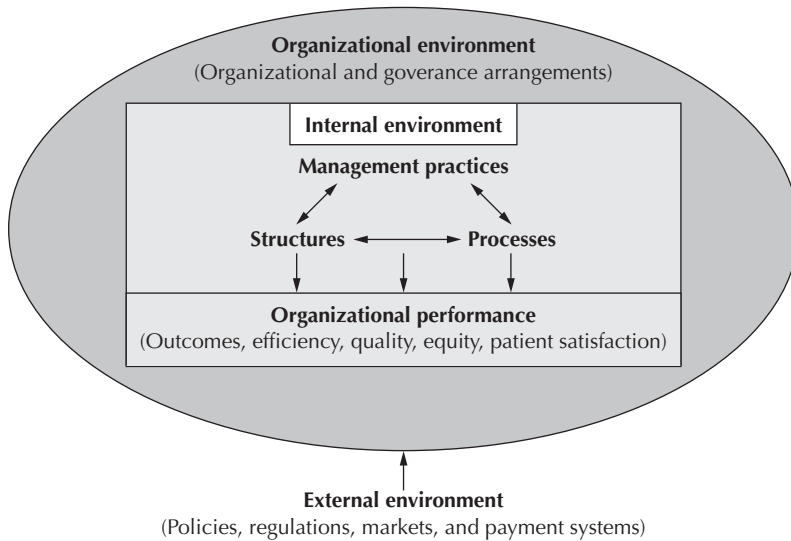 Organizational environment
(Organizational and goverance arrangements)
Internal environment
Management practices
Structures Processes
Organizational performance
(Outcomes, efficiency, quality, equity, patient satisfaction)
External environment
(Policies, regulations, markets, and payment systems)